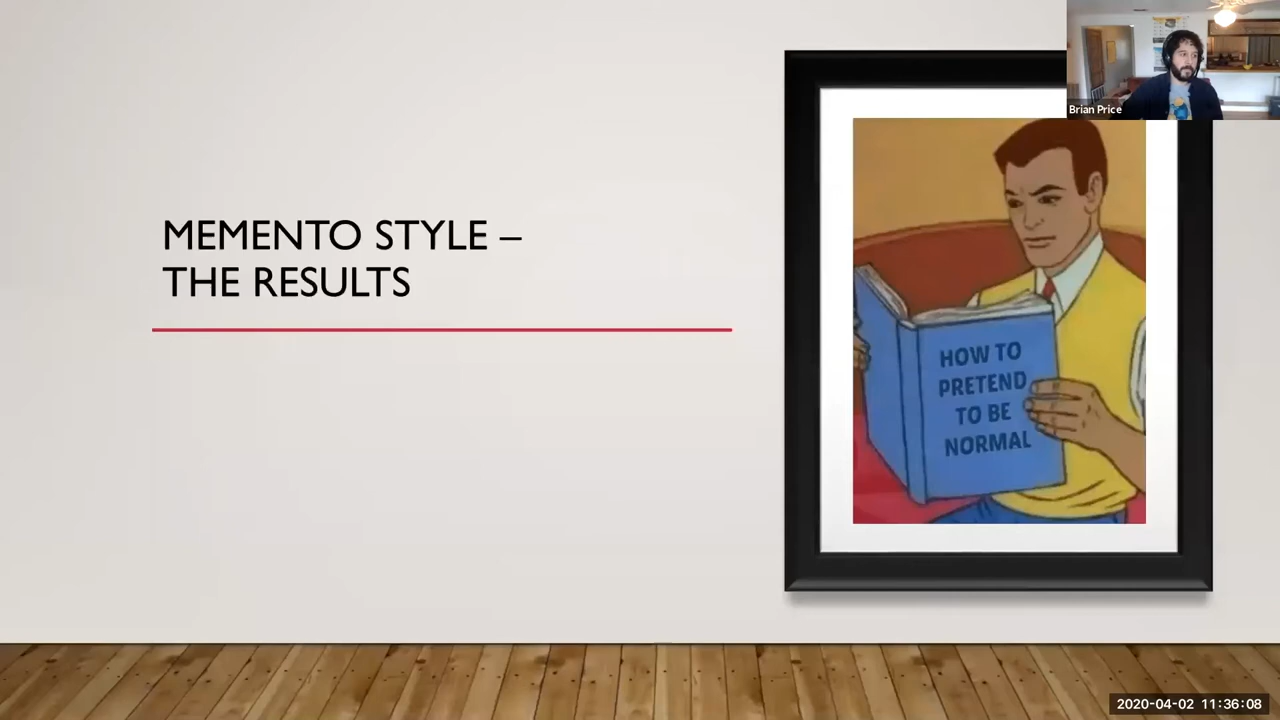 MEMENTO STYLE –
THE RESULTS
Brian Price
HOW TO
PRETEND
TO BE
NORMAL
2020-04-02 11:36:08